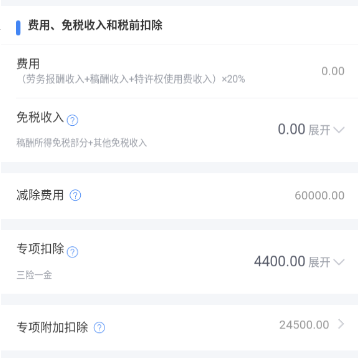 费用、免税收入和税前扣除
费用
0.00
（劳务报酬收入+稿酬收入+特许权使用费收入）×20%
免税收入
0.00 展开
稿酬所得免税部分+其他免税收入
减除费用
60000.00
专项扣除
4400.00 展开
三险一金
专项附加扣除
24500.00